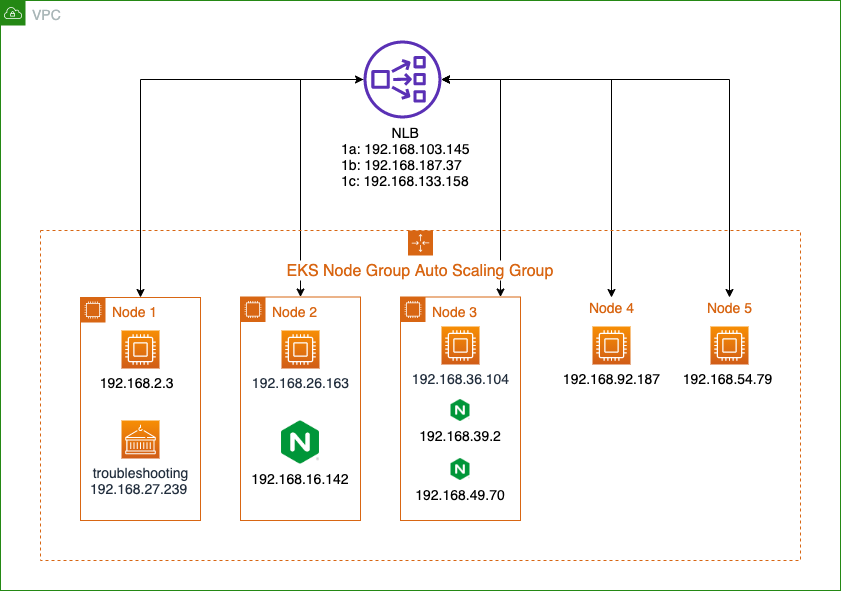 VPC
NLB
1a: 192.168.103.145
1b: 192.168.187.37
1c: 192.168.133.158
EKS Node Group Auto Scaling Group
Node 1
192.168.2.3
troubleshooting
192.168.27.239
Node 2
192.168.26.163
N
192.168.16.142
Node 3
192.168.36.104
N
192.168.39.2
N
192.168.49.70
Node 4
192.168.92.187
Node 5
192.168.54.79